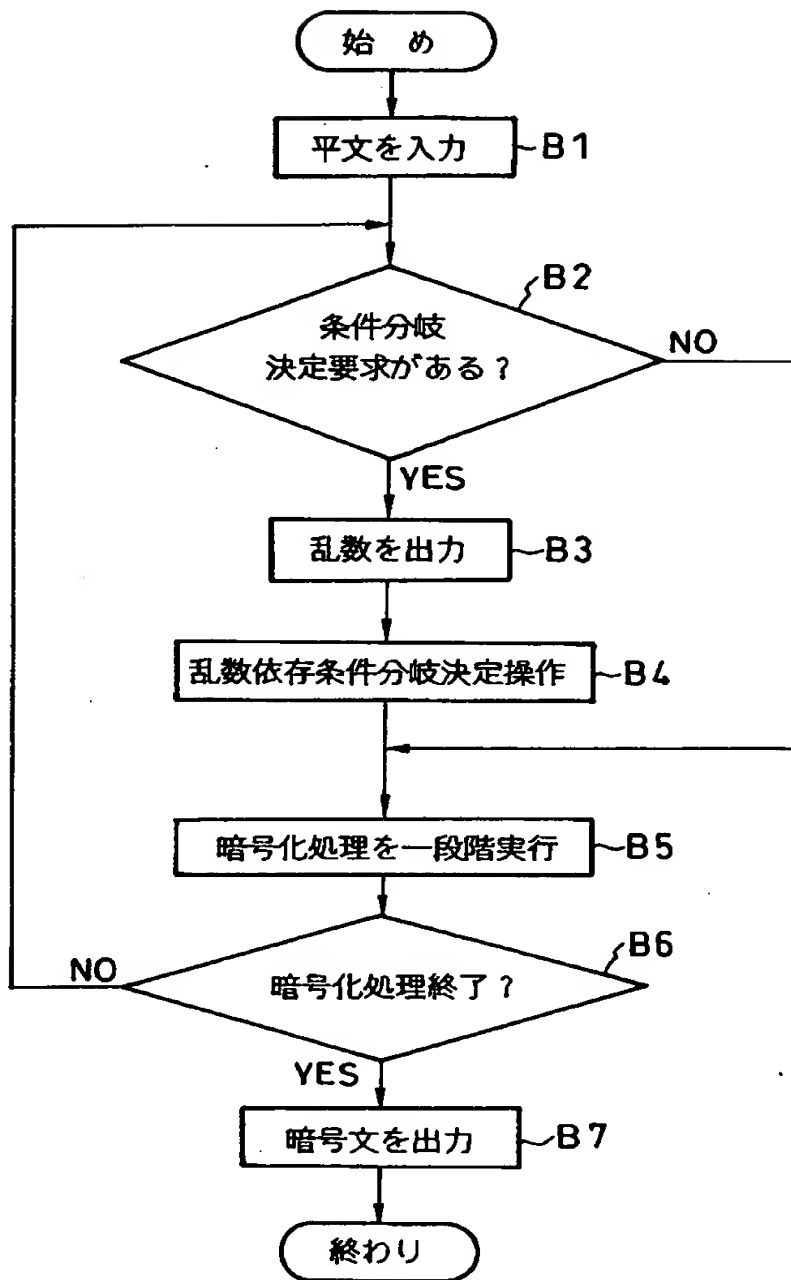 始 め
平文を入力
B1
B2
条件分岐
決定要求がある?
NO
YES
乱数を出力
B3
乱数依存条件分岐決定操作
B4
暗号化処理を一段階実行
B5
B6
NO
暗号化処理終了?
YES
暗号文を出力
B7
終わり